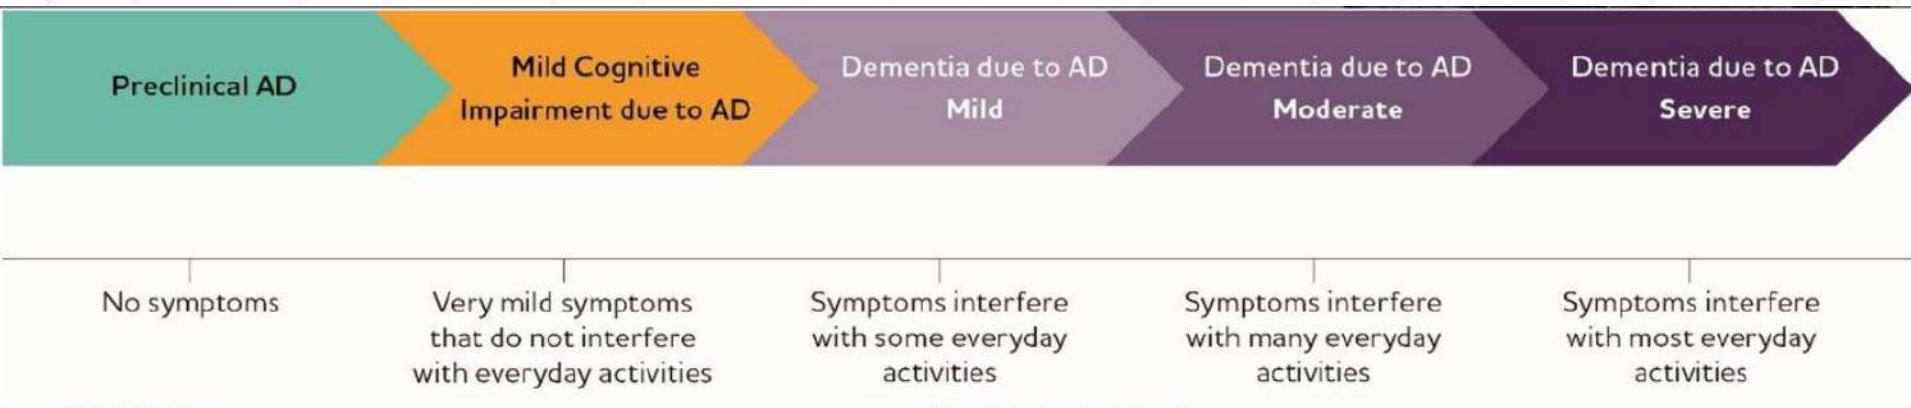 Preclinical AD
Mild Cognitive
Impairment due to AD
Dementia due to AD
Mild
Dementia due to AD
Moderate
Dementia due to AD
Severe
No symptoms
Very mild symptoms
that do not interfere
with everyday activities
Symptoms interfere
with some everyday
activities
Symptoms interfere
with many everyday
activities
Symptoms interfere
with most everyday
activities